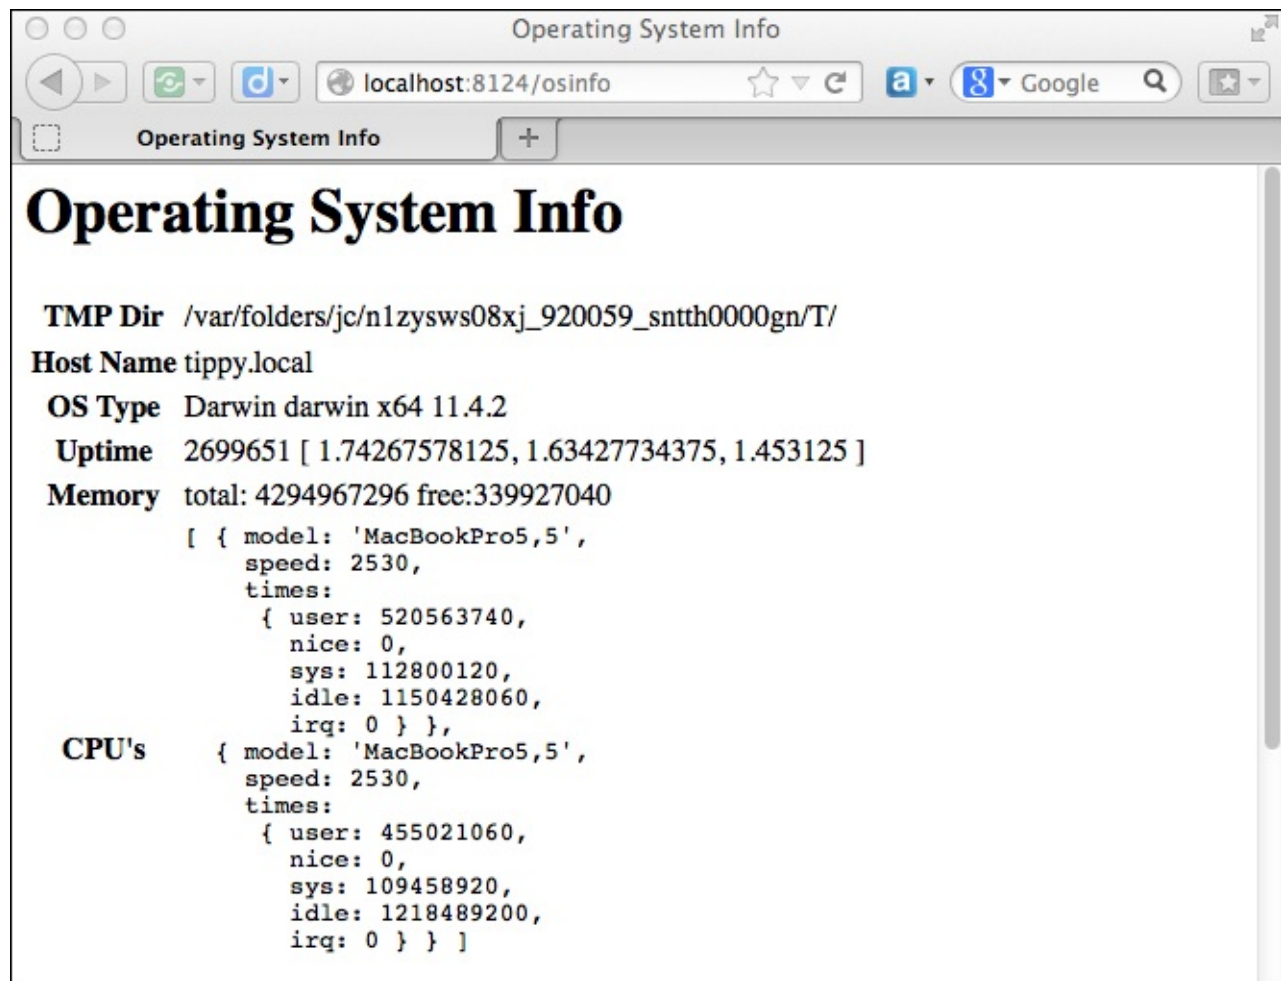 Operating System Info
localhost:8124/osinfo
a
8 Google
Operating System Info
Operating System Info
TMP Dir /var/folders/jc/n1zysws08xj_920059_sntth0000gn/T/
Host Name tippy.local
OS Type Darwin darwin x64 11.4.2
Uptime 2699651 [ 1.74267578125, 1.63427734375, 1.453125 ]
Memory total: 4294967296 free:339927040
[ { model: 'MacBookPro5,5',
speed: 2530,
times:
{ user: 520563740,
nice: 0,
sys: 112800120,
idle: 1150428060,
irq: 0 } },
CPU's { model: 'MacBookPro5,5',
speed: 2530,
times:
{ user: 455021060,
nice: 0,
sys: 109458920,
idle: 1218489200,
irq: 0 } } ]